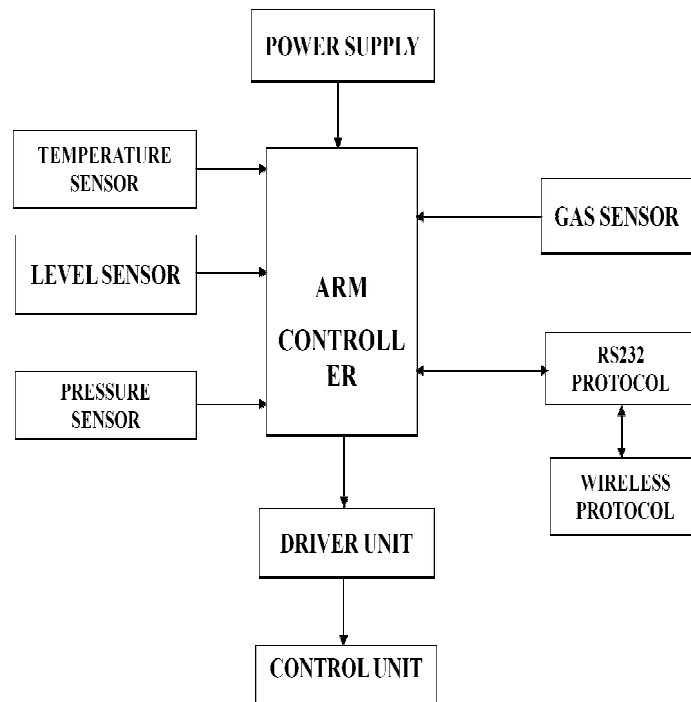 POWER SUPPLY
TEMPERATURE
SENSOR
GAS SENSOR
LEVEL SENSOR
ARM
CONTROLL
ER
RS232
PROTOCOL
PRESSURE
SENSOR
WIRELESS
PROTOCOL
DRIVER UNIT
CONTROL UNIT